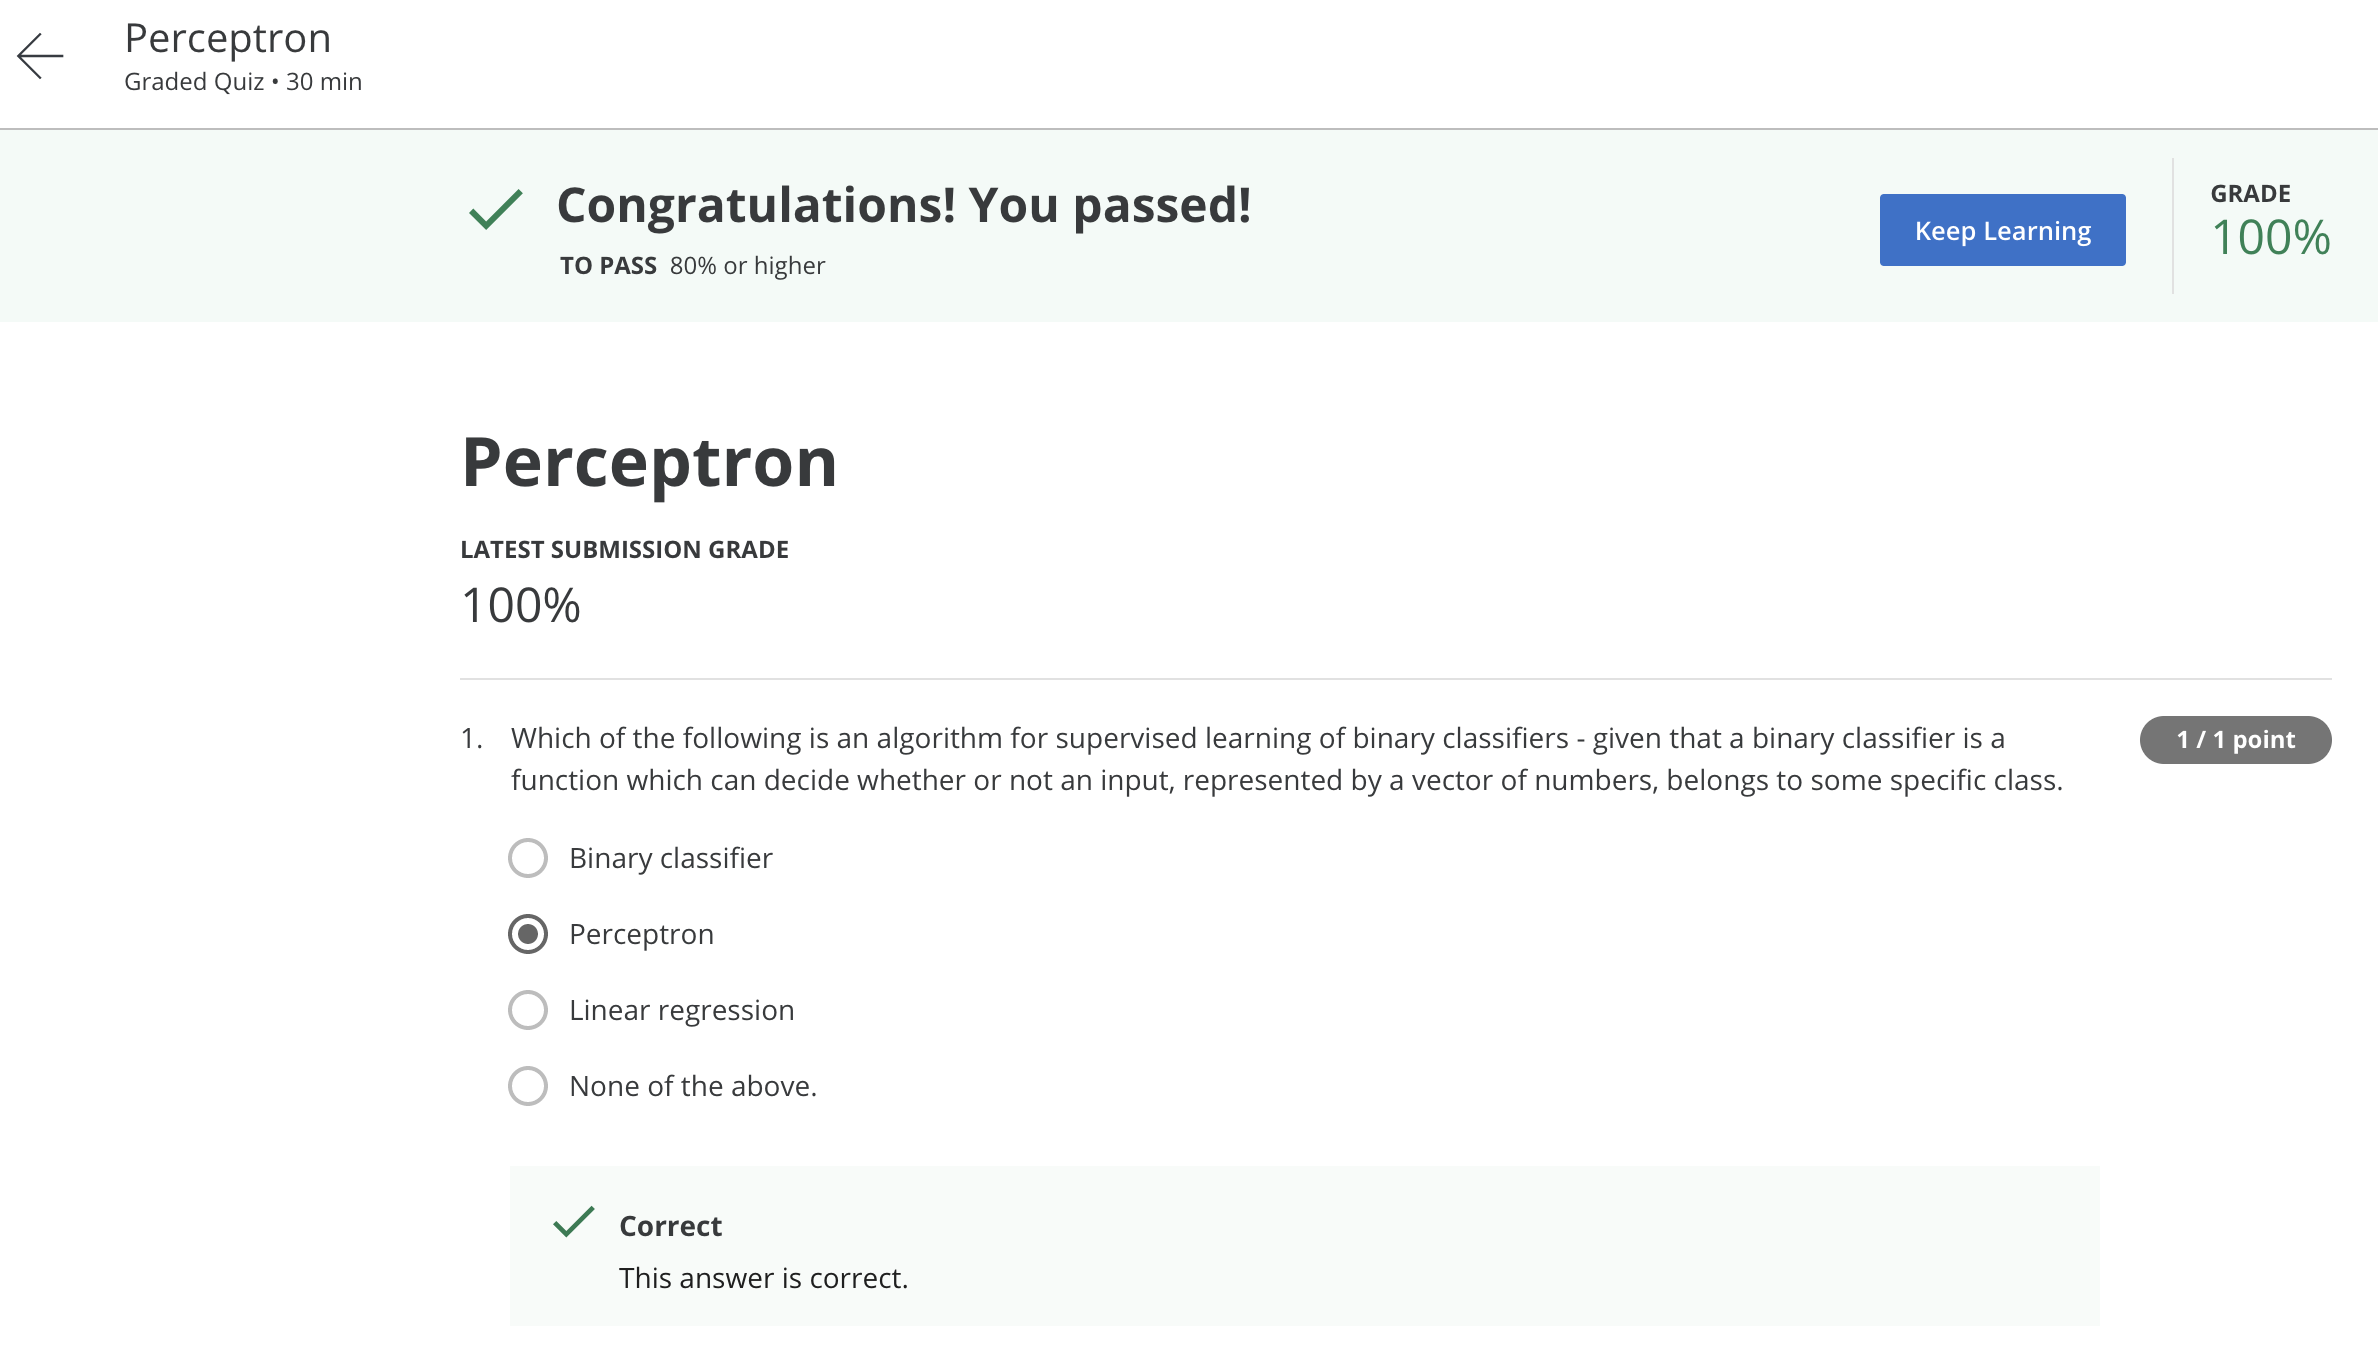 Perceptron
Graded Quiz • 30 min
Congratulations! You passed!
TO PASS 80% or higher
Keep Learning
GRADE
100%
Perceptron
LATEST SUBMISSION GRADE
100%
1. Which of the following is an algorithm for supervised learning of binary classifiers - given that a binary classifier is a
function which can decide whether or not an input, represented by a vector of numbers, belongs to some specific class.
1 / 1 point
Binary classifier
Perceptron
Linear regression
None of the above.
Correct
This answer is correct.